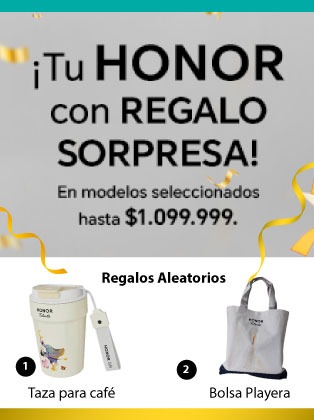 ¡Tu HONOR
con REGALO
SORPRESA!
En modelos seleccionados
hasta $1.099.999.
Regalos Aleatorios
HONOR
HONOR
HONOR
1
2
Taza para café
Bolsa Playera